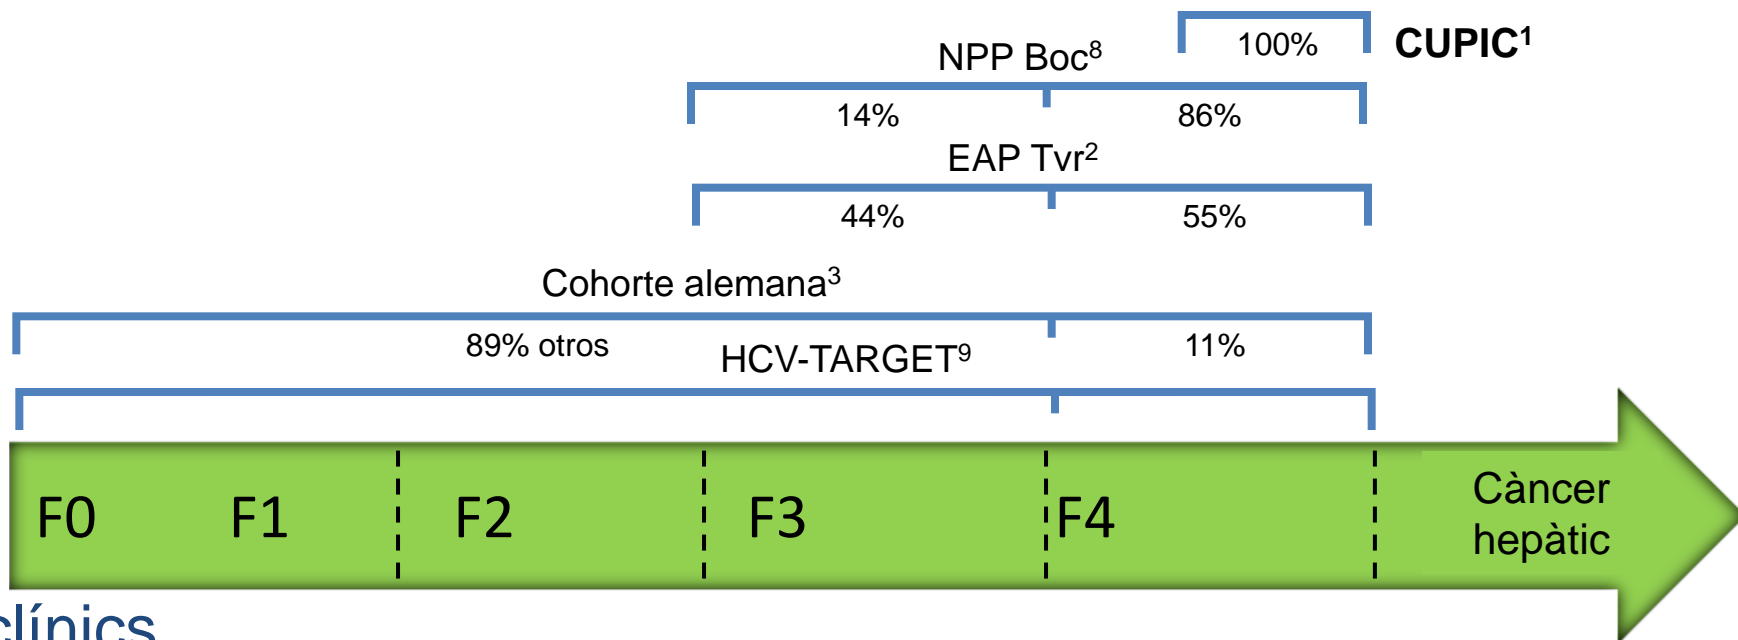 100%
CUPIC¹
NPP Boc⁸
14%
86%
EAP Tvr²
44%
55%
Cohorte alemana³
89% otros
11%
HCV-TARGET⁹
F0
F1
F2
F3
F4
Càncer
hepàtic
clínics